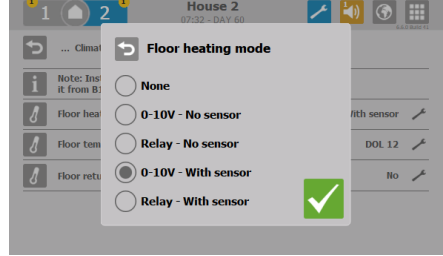 1
1
1
2
House 2
07:32 - DAY 60
... Climat
Floor heating mode
Note: Inst
it from B1
None
Floor heat
0-10V - No sensor
With sensor
Floor tem
Relay - No sensor
DOL 12
Floor retu
0-10V - With sensor
No
Relay - With sensor